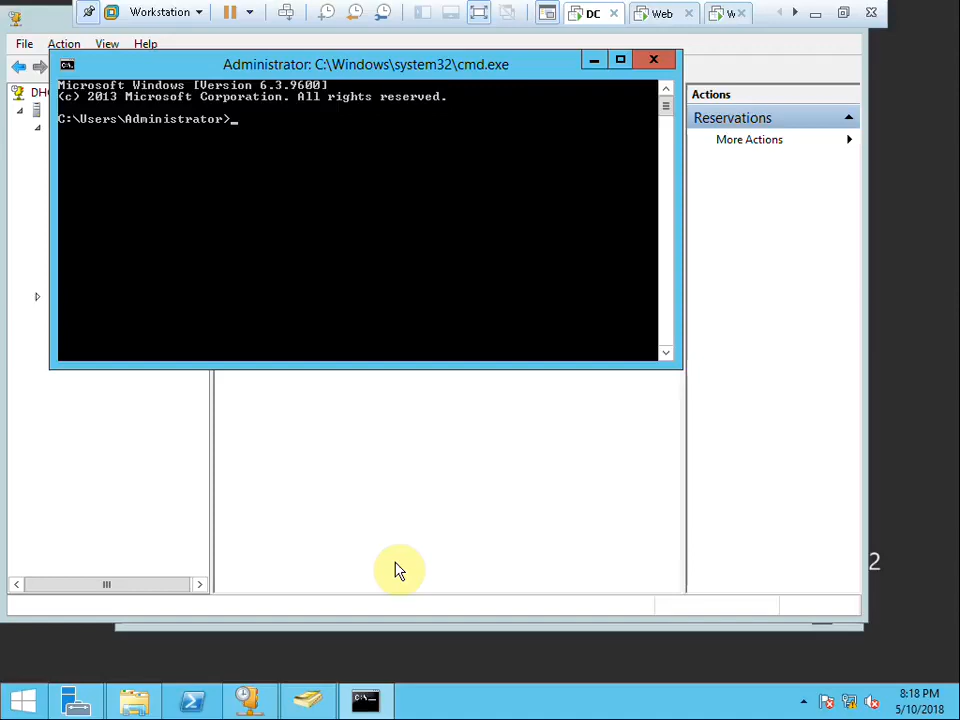 Workstation
DC
Web
W
File Action View Help
Administrator: C:\Windows\system32\cmd.exe
DHC
Microsoft Windows [Version 6.3.9600]
(c) 2013 Microsoft Corporation. All rights reserved.
C:\Users\Administrator>_
Actions
Reservations
More Actions
2
8:18 PM
5/10/2018